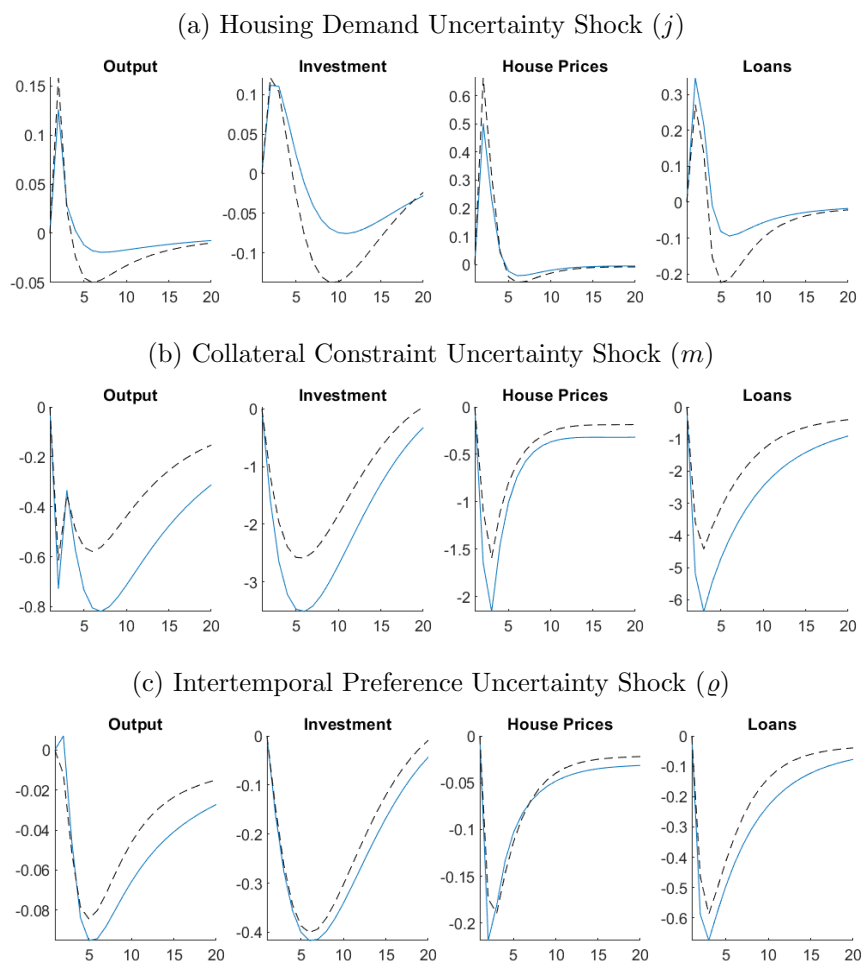 (a) Housing Demand Uncertainty Shock (j)
Output Investment House Prices Loans
0.15 0.1 0.05 0 -0.05
0.1 0.05 0 -0.05 -0.1
0.6 0.5 0.4 0.3 0.2 0.1 0
0.3 0.2 0.1 0 -0.1 -0.2
5 10 15 20 5 10 15 20 5 10 15 20 5 10 15 20
(b) Collateral Constraint Uncertainty Shock (m)
Output Investment House Prices Loans
0 -0.2 -0.4 -0.6 -0.8
0 -1 -2 -3
0 -0.5 -1 -1.5 -2
0 -1 -2 -3 -4 -5 -6
5 10 15 20 5 10 15 20 5 10 15 20 5 10 15 20
(c) Intertemporal Preference Uncertainty Shock (ϱ)
Output Investment House Prices Loans
0 -0.02 -0.04 -0.06 -0.08
0 -0.1 -0.2 -0.3 -0.4
0 -0.05 -0.1 -0.15 -0.2
0 -0.1 -0.2 -0.3 -0.4 -0.5 -0.6
5 10 15 20 5 10 15 20 5 10 15 20 5 10 15 20